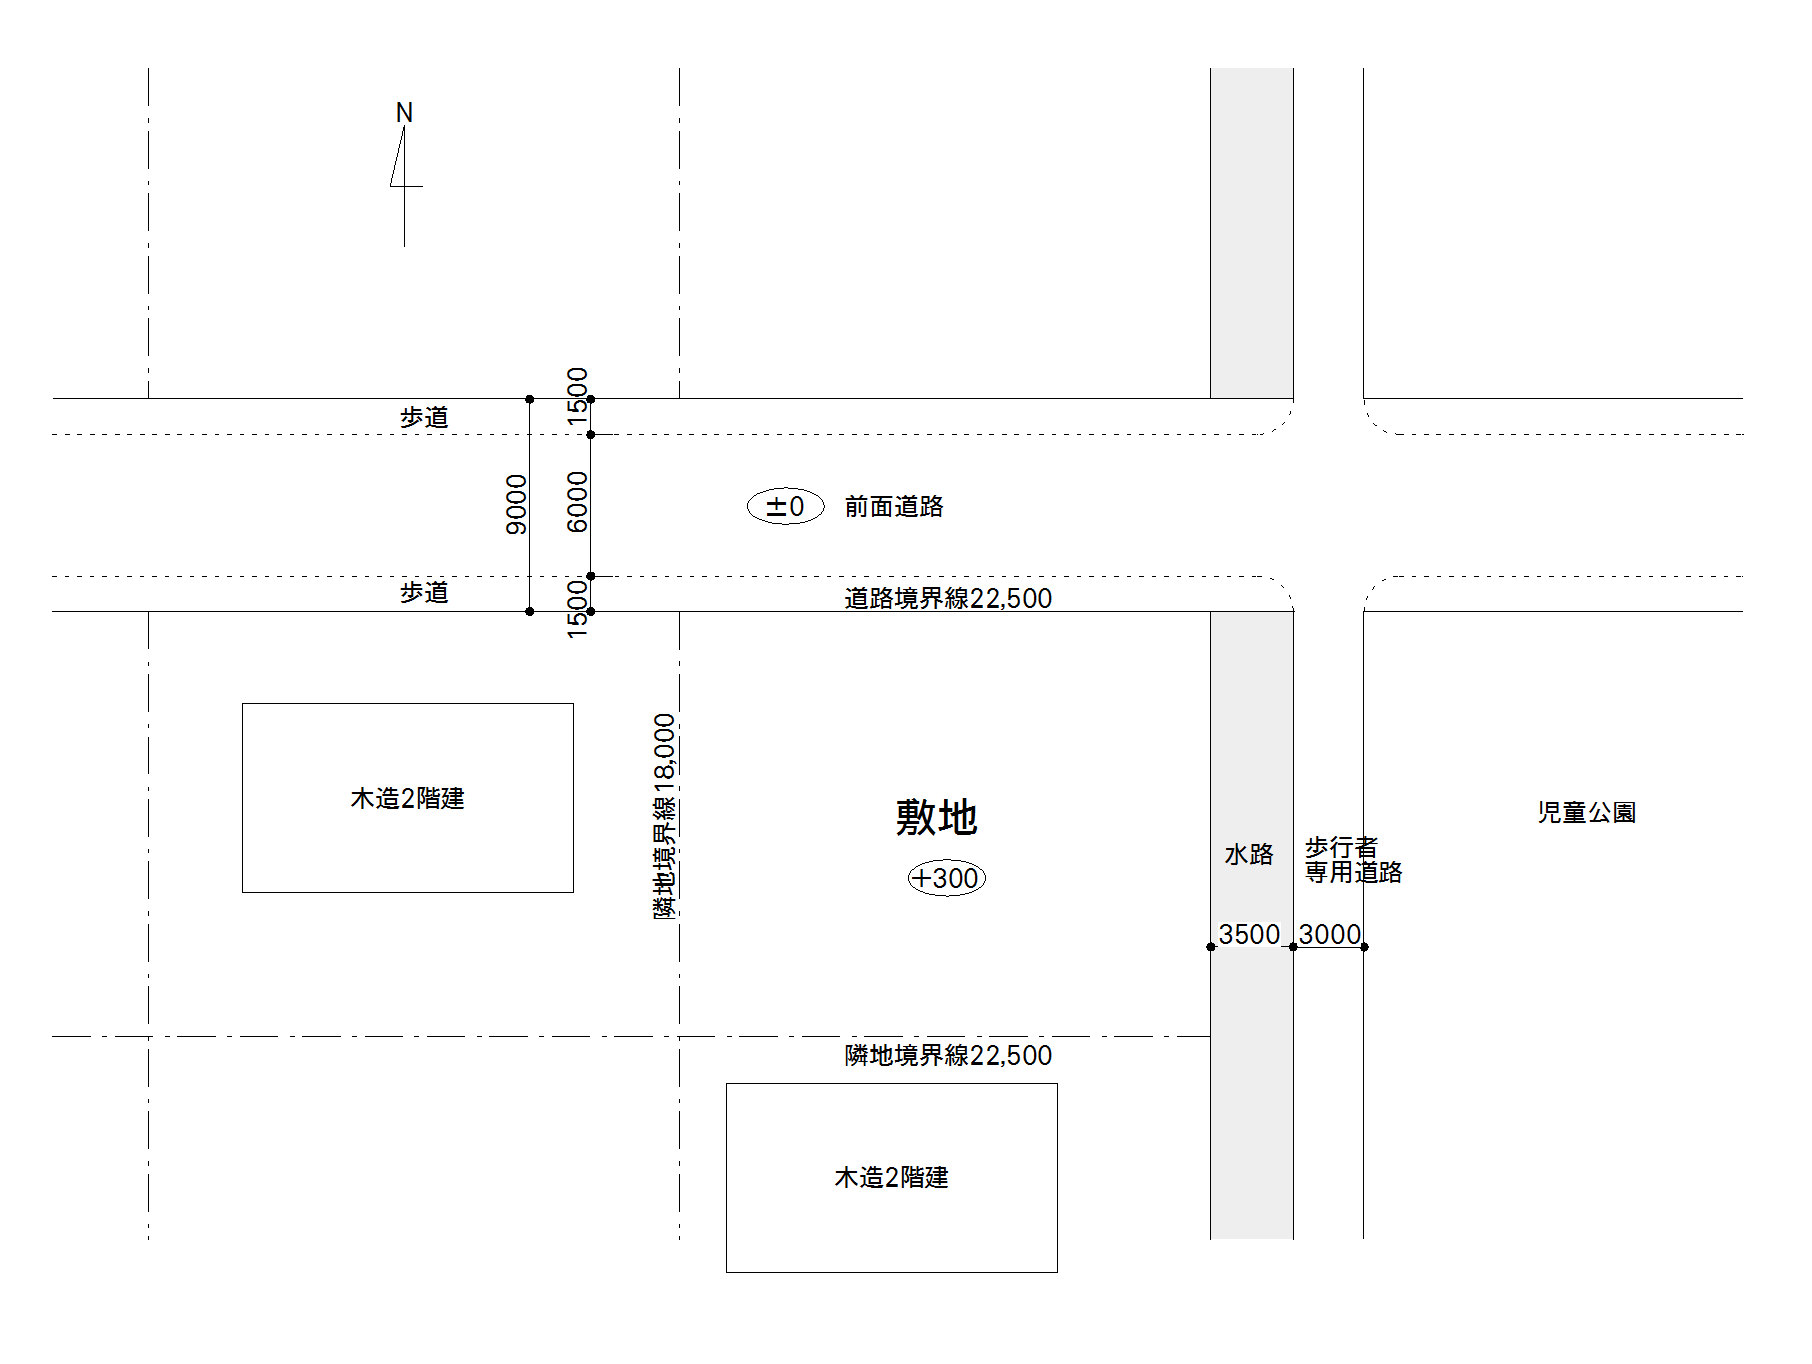 N
1500
歩道
9000
6000
±0
前面道路
歩道
1500
道路境界線22,500
木造2階建
隣地境界線18,000
敷地
+300
水路
歩行者
専用道路
児童公園
3500
3000
隣地境界線22,500
木造2階建